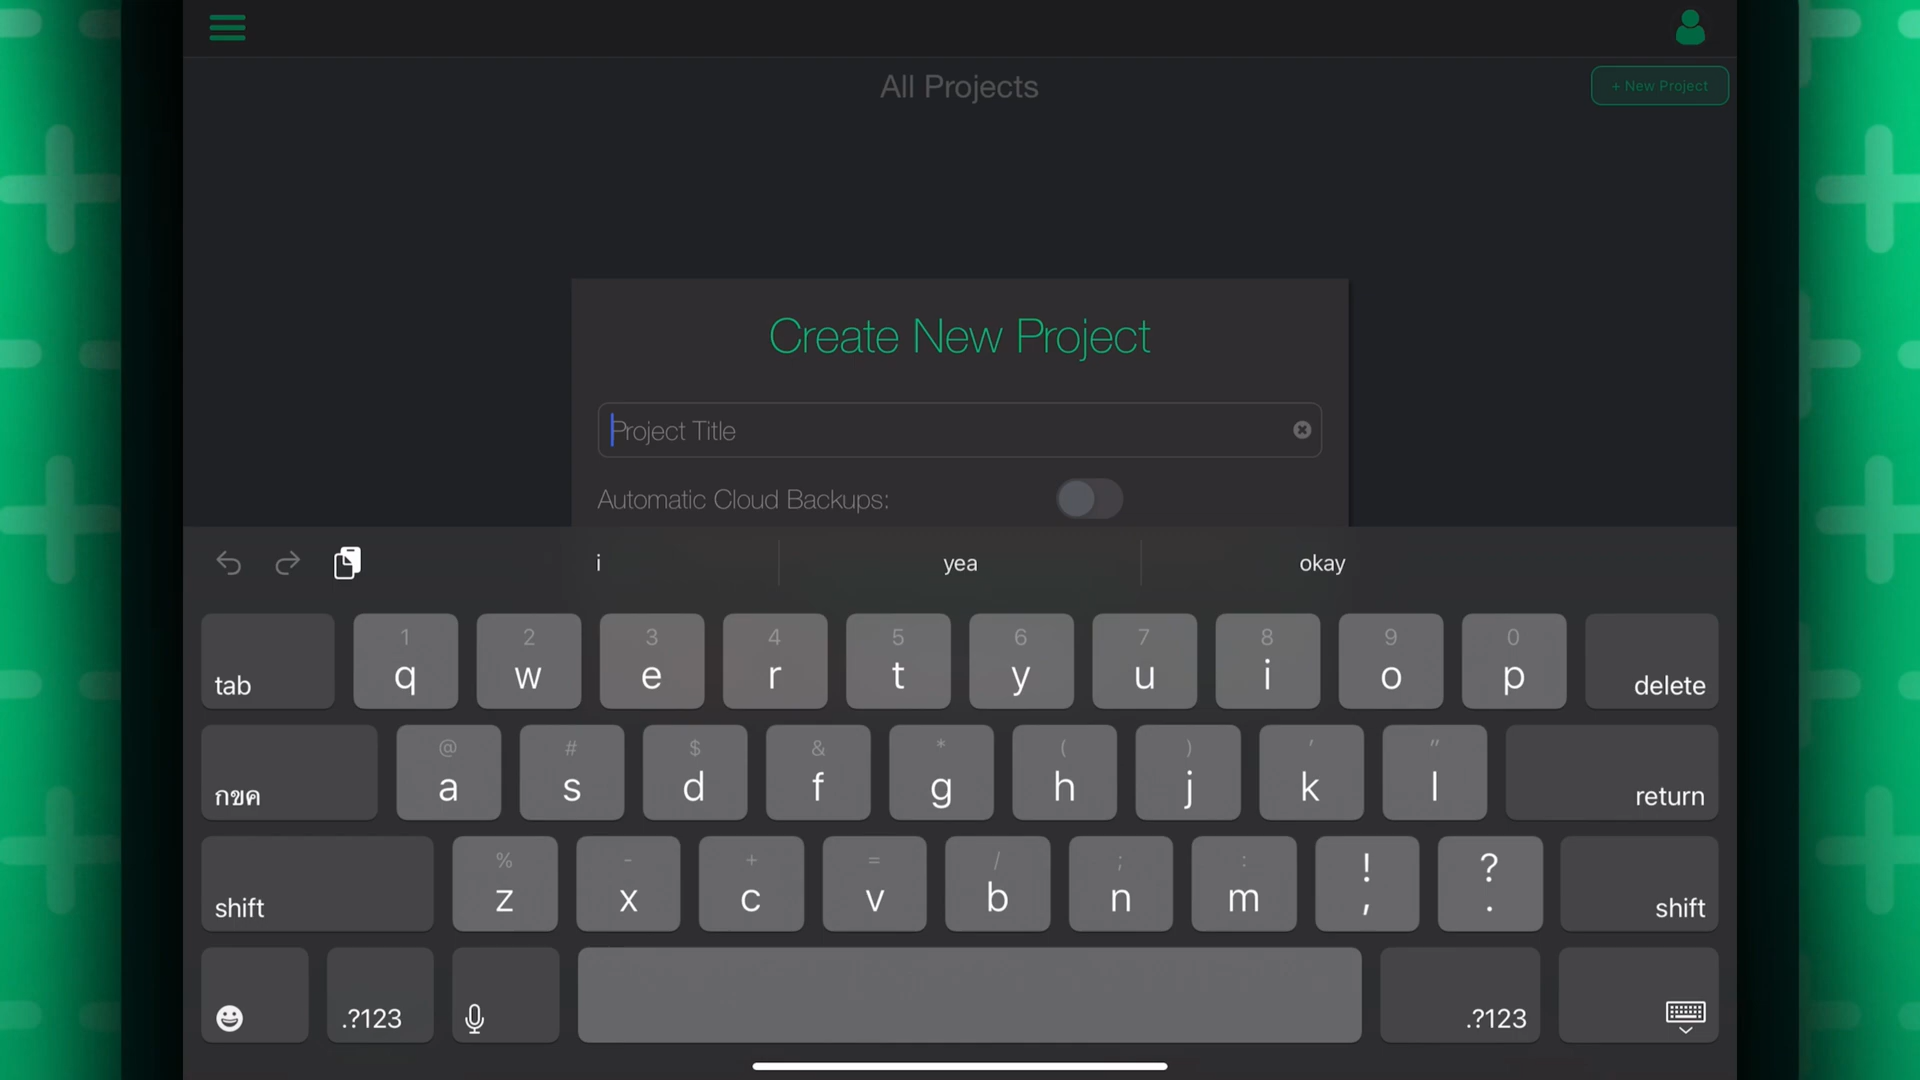 All Projects
+ New Project
Create New Project
Project Title
Automatic Cloud Backups:
i yea okay
1 2 3 4 5 6 7 8 9 0
tab q w e r t y u i o p delete
@ # $ & * ( ) ' "
กขค a s d f g h j k l return
% - + = / ; : ! ?
shift z x c v b n m , . shift
.?123 .?123